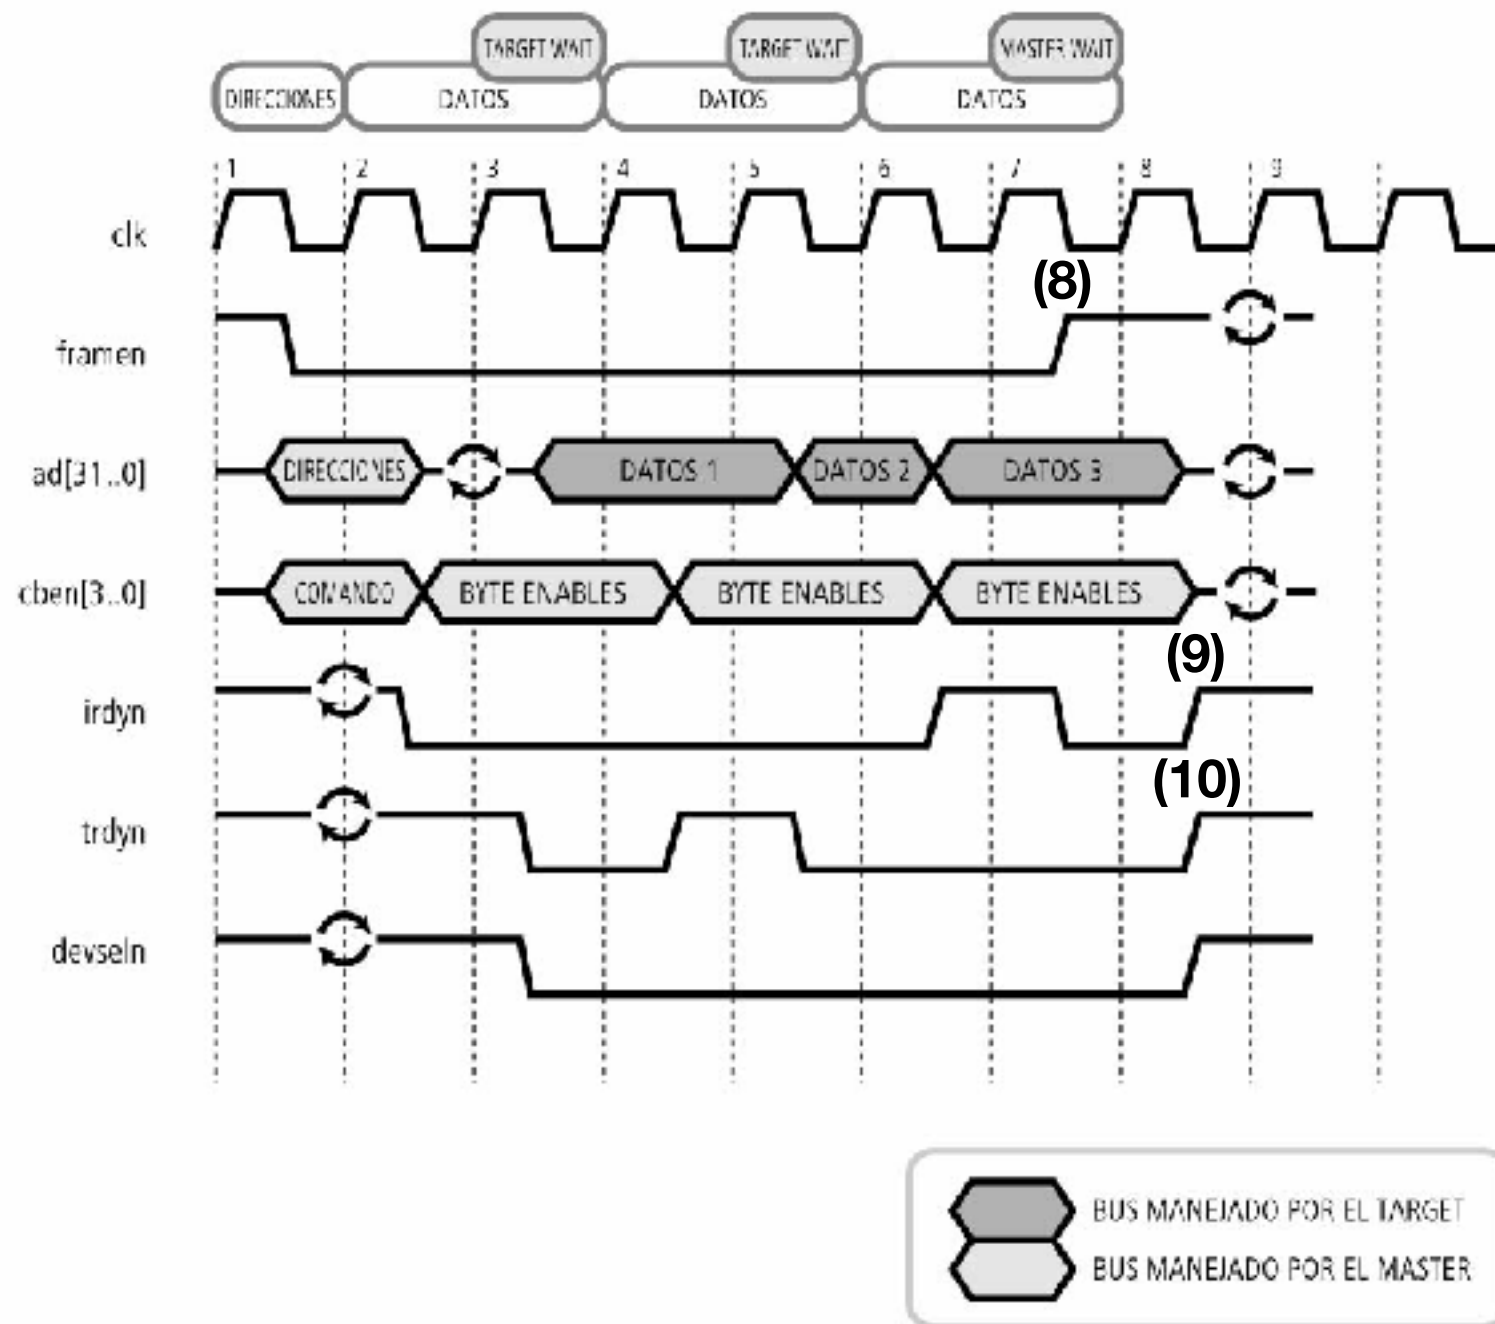 TARGET WAIT TARGET WAIT MASTER WAIT
DIRECCIONES DATOS DATOS DATOS
1 2 3 4 5 6 7 8 9
clk
(8)
framen
ad[31..0] DIRECCIONES DATOS 1 DATOS 2 DATOS 3
cben[3..0] COMANDO BYTE ENABLES BYTE ENABLES BYTE ENABLES
(9)
irdyn
(10)
trdyn
devseln
BUS MANEJADO POR EL TARGET
BUS MANEJADO POR EL MASTER